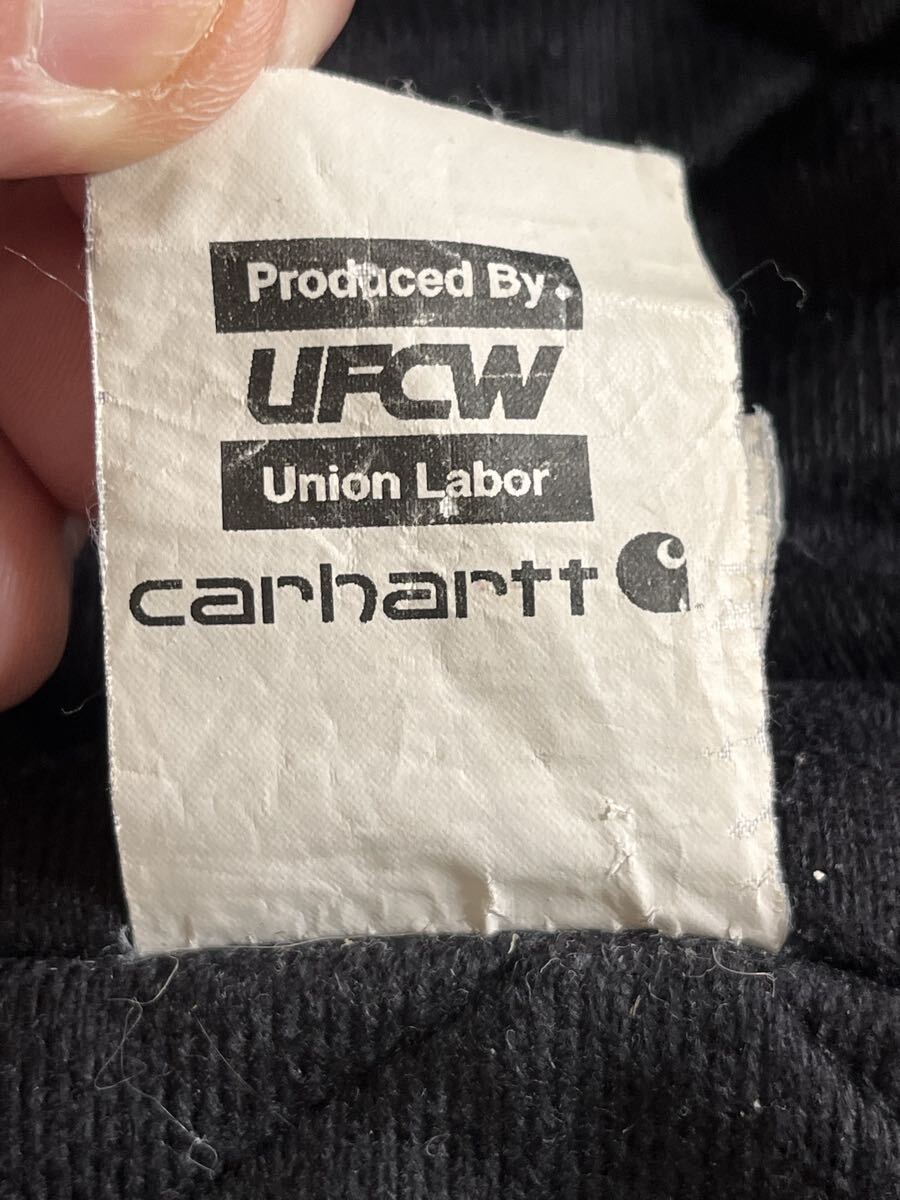 Produced By:
UFCW
Union Labor
carhartt